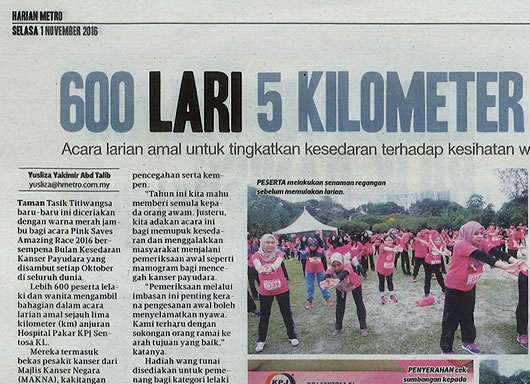 HARIAN METRO
SELASA 1 NOVEMBER 2016
600 LARI 5 KILOMETER
Acara larian amal untuk tingkatkan kesedaran terhadap kesihatan w
Yusliza Yakimir Abd Talib
yusliza@hmetro.com.my
Taman Tasik Titiwangsa
baru-baru ini diceriakan
dengan warna merah jam-
bu bagi acara Pink Saves
Amazing Race 2016 ber-
sempena Bulan Kesedaran
Kanser Payudara yang
disambut setiap Oktober
di seluruh dunia.
Lebih 600 peserta lela-
ki dan wanita mengambil
bahagian dalam acara
larian amal sejauh lima
kilometer (km) anjuran
Hospital Pakar KPJ Sen-
tosa KL.
Mereka termasuk
bekas pesakit kanser dari
Majlis Kanser Negara
(MAKNA), kakitangan
pencegahan serta kem-
pen.
"Tahun ini kita mahu
memberi semula kepa-
da orang awam. Justeru,
kita adakan acara ini
bagi memupuk keseda-
ran dan menggalakkan
masyarakat menjalani
pemeriksaan awal seperti
mamogram bagi mence-
gah kanser payudara.
"Pemeriksaan melalui
imbasan ini penting kera-
na pengesanan awal boleh
menyelamatkan nyawa.
Kami terharu dengan
sokongan orang ramai ke
arah tujuan yang baik,"
katanya.
Hadiah wang tunai
disediakan untuk peme-
nang bagi kategori lelaki
PESERTA melakukan senaman regangan
sebelum memulakan larian.
KPJ
PENYERAHAN cek
sumbangan kepada